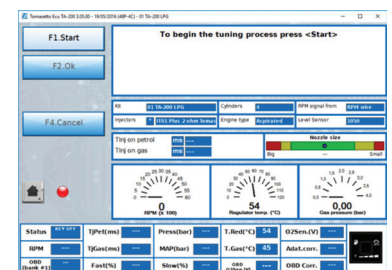 Tomasetto Ecu TA-200 3.05.00 - 19/05/2016 (48P-4C) - 01 TA-200 LPG
F1.Start
To begin the tuning process press <Start>
F2.Ok
F4.Cancel
Kit 01 TA-200 LPG Cylinders 4 RPM signal from RPM wire
Injectors * IT01 Plus 2 ohm Tomas Engine type Aspirated Level Sensor 1050
TInj on petrol ms ---
TInj on gas ms ---
Nozzle size
Big --- Small
0
RPM (x 100)
54
Regulator temp. (°C)
0,00
Gas pressure (bar)
Status KEY OFF TjPet(ms) --- Press(bar) --- T.Red(°C) 54 O2Sen.(V) ---
RPM --- TjGas(ms) --- MAP(bar) --- T.Gas(°C) 45 Adat.corr. ---
OBD (bank #1) --- Fast(%) --- Slow(%) --- OBD --- OBD Corr. ---